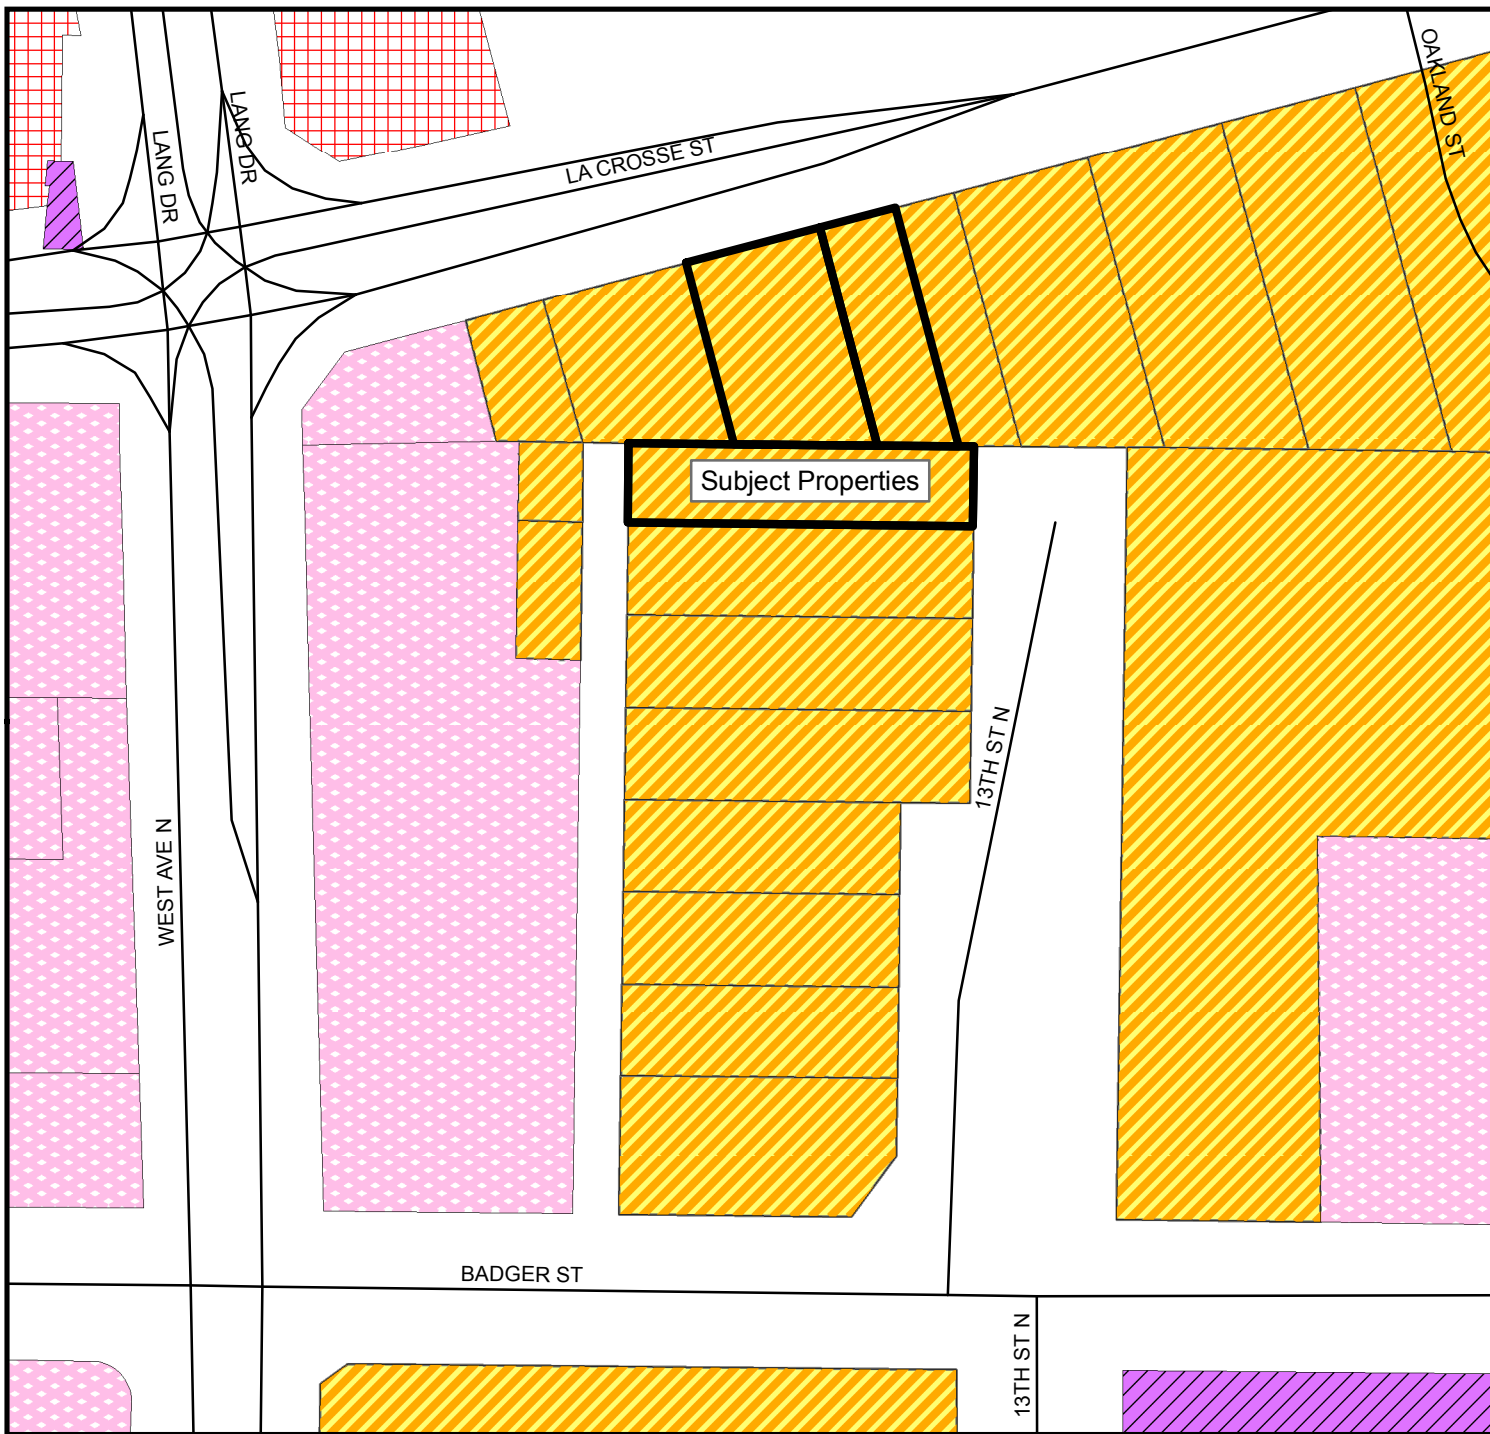 OAKLAND ST
LANG DR
LANG DR
LA CROSSE ST
Subject Properties
13TH ST N
WEST AVE N
BADGER ST
13TH ST N